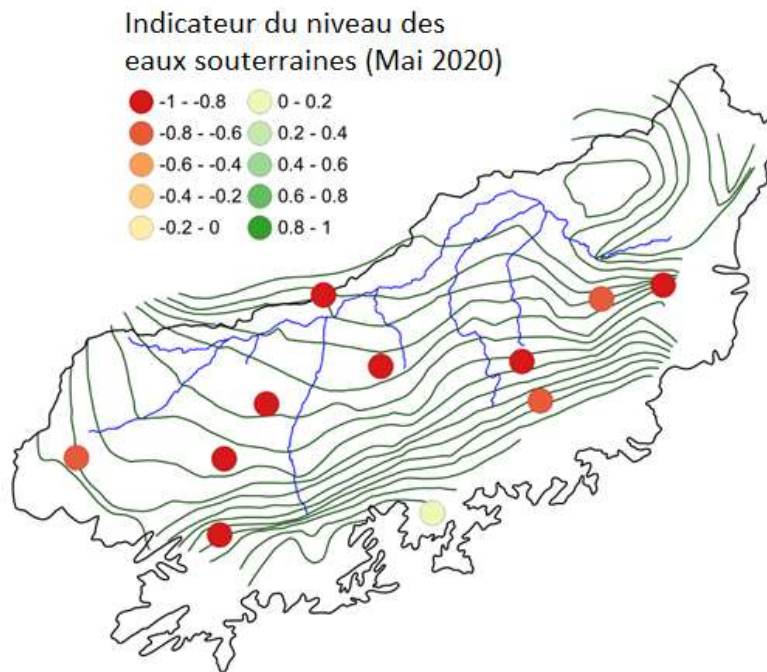 Indicateur du niveau des
eaux souterraines (Mai 2020)
-1 - -0.8 0 - 0.2
-0.8 - -0.6 0.2 - 0.4
-0.6 - -0.4 0.4 - 0.6
-0.4 - -0.2 0.6 - 0.8
-0.2 - 0 0.8 - 1